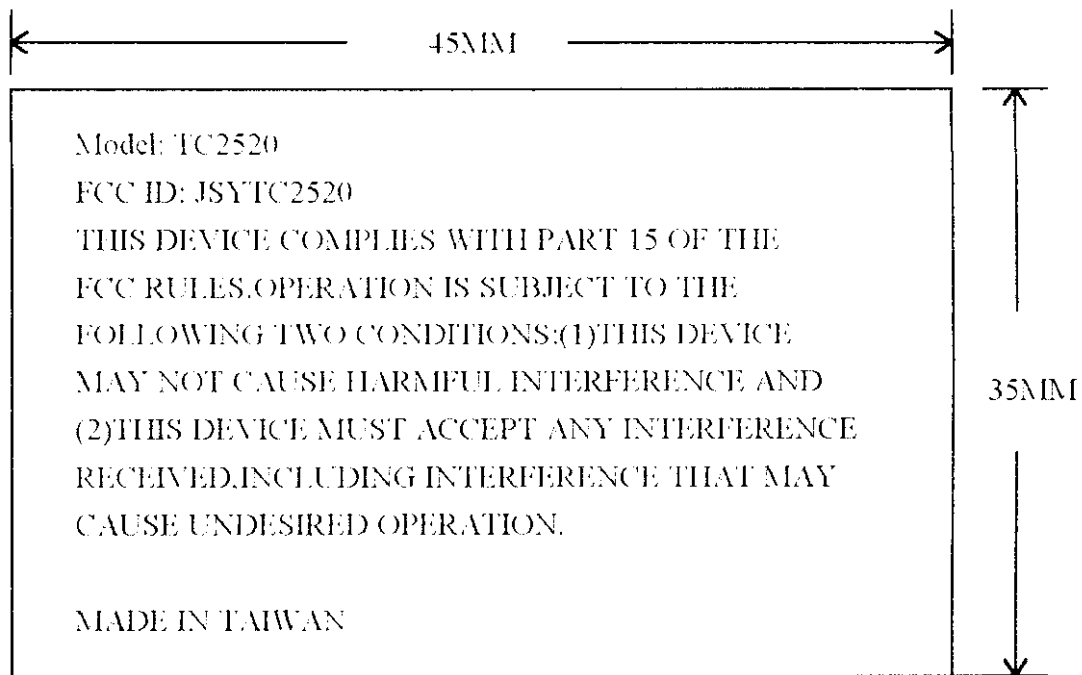 45MM
Model: TC2520
FCC ID: JSYTC2520
THIS DEVICE COMPLIES WITH PART 15 OF THE
FCC RULES.OPERATION IS SUBJECT TO THE
FOLLOWING TWO CONDITIONS:(1)THIS DEVICE
MAY NOT CAUSE HARMFUL INTERFERENCE AND
35MM
(2)THIS DEVICE MUST ACCEPT ANY INTERFERENCE
RECEIVED,INCLUDING INTERFERENCE THAT MAY
CAUSE UNDESIRED OPERATION.
MADE IN TAIWAN